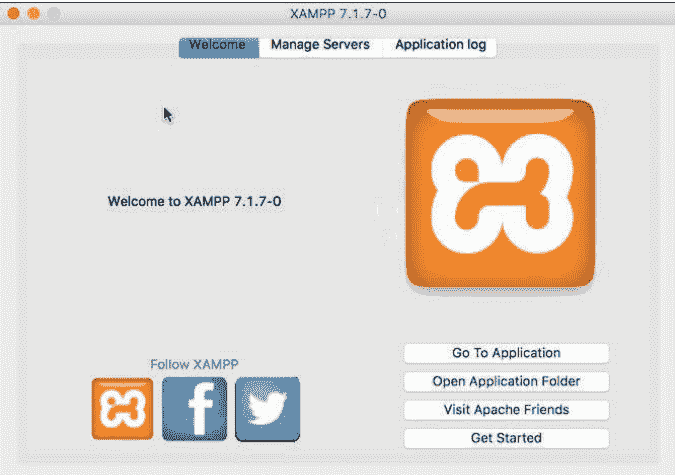 XAMPP 7.1.7-0
Welcome
Manage Servers
Application log
Welcome to XAMPP 7.1.7-0
Follow XAMPP
Go To Application
Open Application Folder
Visit Apache Friends
Get Started